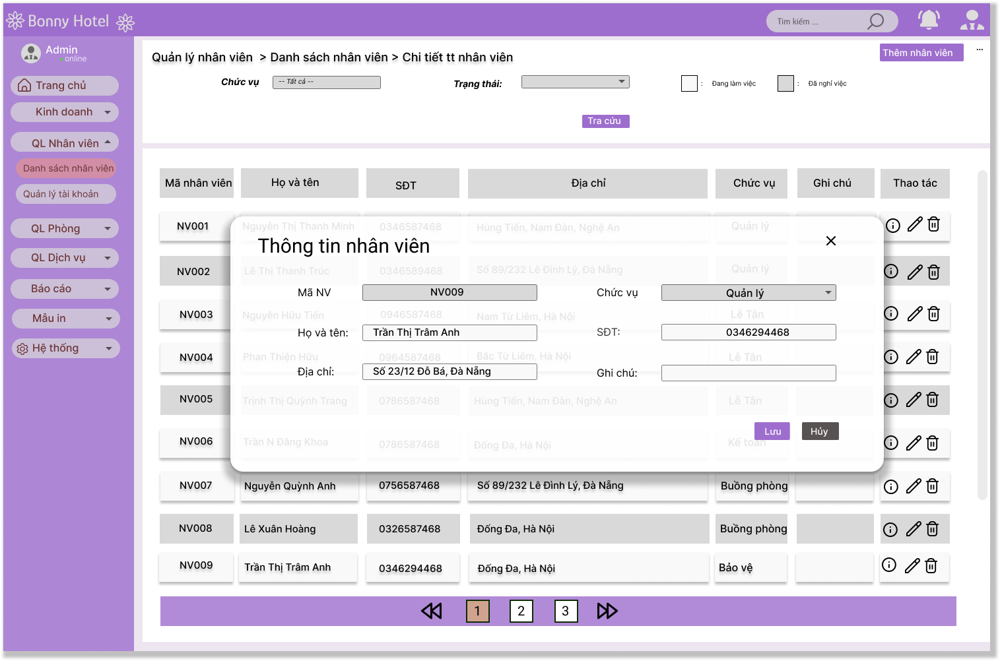 Bonny Hotel
Tìm kiếm ....
Admin
online
Trang chủ
Kinh doanh
QL Nhân viên
Danh sách nhân viên
Quản lý tài khoản
QL Phòng
QL Dịch vụ
Báo cáo
Mẫu in
Hệ thống
Quản lý nhân viên > Danh sách nhân viên > Chi tiết tt nhân viên
Thêm nhân viên ...
Chức vụ -- Tất cả -- Trạng thái: : Đang làm việc : Đã nghỉ việc
Tra cứu
Mã nhân viên Họ và tên SĐT Địa chỉ Chức vụ Ghi chú Thao tác
NV001 Nguyễn Thị Thanh Minh 0346587468 Hùng Tiến, Nam Đàn, Nghệ An Quản lý
Thông tin nhân viên
NV002 Lê Thị Thanh Trúc 0346589468 Số 89/232 Lê Đình Lý, Đà Nẵng Quản lý
Mã NV NV009 Chức vụ Quản lý
NV003 Nguyễn Hữu Tiến 0946587468 Nam Từ Liêm, Hà Nội Lễ Tân
Họ và tên: Trần Thị Trâm Anh SĐT: 0346294468
NV004 Phan Thiện Hữu 0964587468 Bắc Từ Liêm, Hà Nội Lễ Tân
Địa chỉ: Số 23/12 Đỗ Bá, Đà Nẵng Ghi chú:
NV005 Trịnh Thị Quỳnh Trang 0786587468 Hùng Tiến, Nam Đàn, Nghệ An Lễ Tân
Lưu Hủy
NV006 Trần N Đăng Khoa 0786587468 Đống Đa, Hà Nội Kế toán
NV007 Nguyễn Quỳnh Anh 0756587468 Số 89/232 Lê Đình Lý, Đà Nẵng Buồng phòng
NV008 Lê Xuân Hoàng 0326587468 Đống Đa, Hà Nội Buồng phòng
NV009 Trần Thị Trâm Anh 0346294468 Đống Đa, Hà Nội Bảo vệ
1 2 3